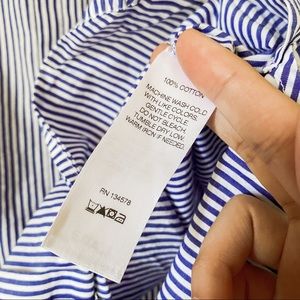 100% COTTON
MACHINE WASH COLD
WITH LIKE COLORS.
GENTLE CYCLE.
DO NOT BLEACH.
TUMBLE DRY LOW.
WARM IRON IF NEEDED.
RN 134578